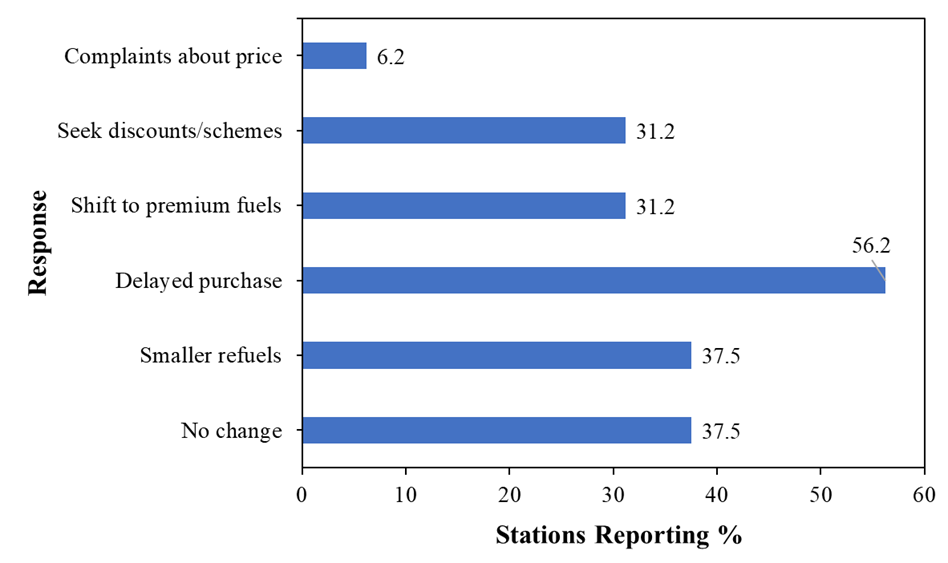 Complaints about price
6.2
Seek discounts/schemes
31.2
Shift to premium fuels
31.2
Delayed purchase
56.2
Smaller refuels
37.5
No change
37.5
Response
0 10 20 30 40 50 60
Stations Reporting %